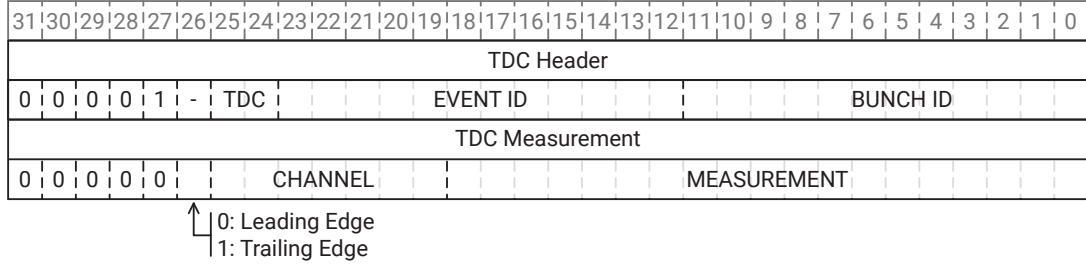 31 30 29 28 27 26 25 24 23 22 21 20 19 18 17 16 15 14 13 12 11 10 9 8 7 6 5 4 3 2 1 0
TDC Header
0 0 0 0 1 - TDC EVENT ID BUNCH ID
TDC Measurement
0 0 0 0 0 CHANNEL MEASUREMENT
0: Leading Edge
1: Trailing Edge